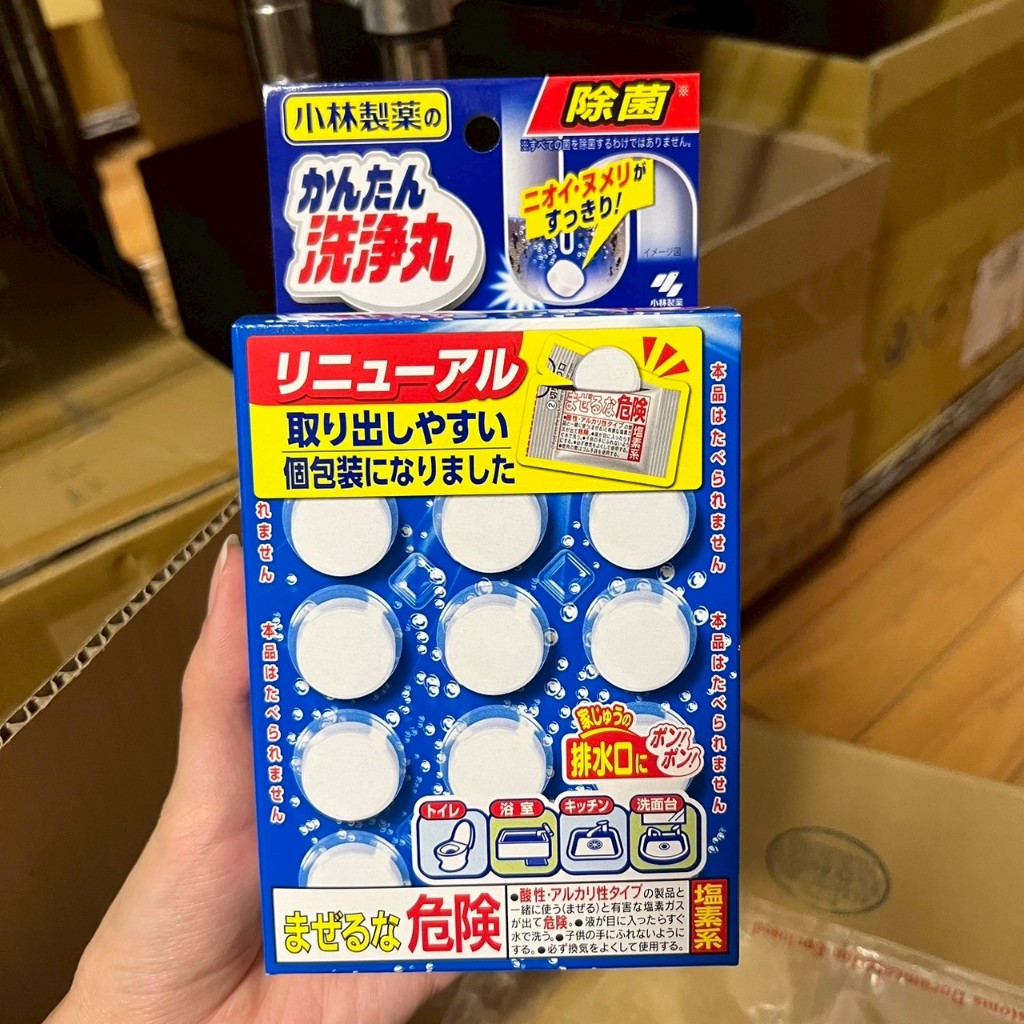 小林製薬の
かんたん
洗浄丸
除菌※
※すべての菌を除菌するわけではありません。
ニオイ・ヌメリが
すっきり!
イメージ図
小林製薬
リニューアル
取り出しやすい
個包装になりました
まぜるな危険
塩素系
本品はたべられません
れません
本品はたべられません
本品はたべられません
家じゅうの
排水口に
ポン!
ポン!
トイレ
浴室
キッチン
洗面台
まぜるな危険
●酸性・アルカリ性タイプの製品と
一緒に使う(まぜる)と有害な塩素ガス
が出て危険。●液が目に入ったらすぐ
水で洗う。●子供の手にふれないように
する。●必ず換気をよくして使用する。
塩素系